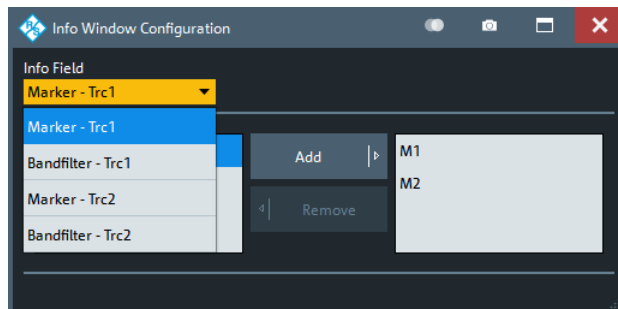 R&S Info Window Configuration
Info Field
Marker - Trc1
Marker - Trc1
Bandfilter - Trc1
Marker - Trc2
Bandfilter - Trc2
Add
Remove
M1
M2